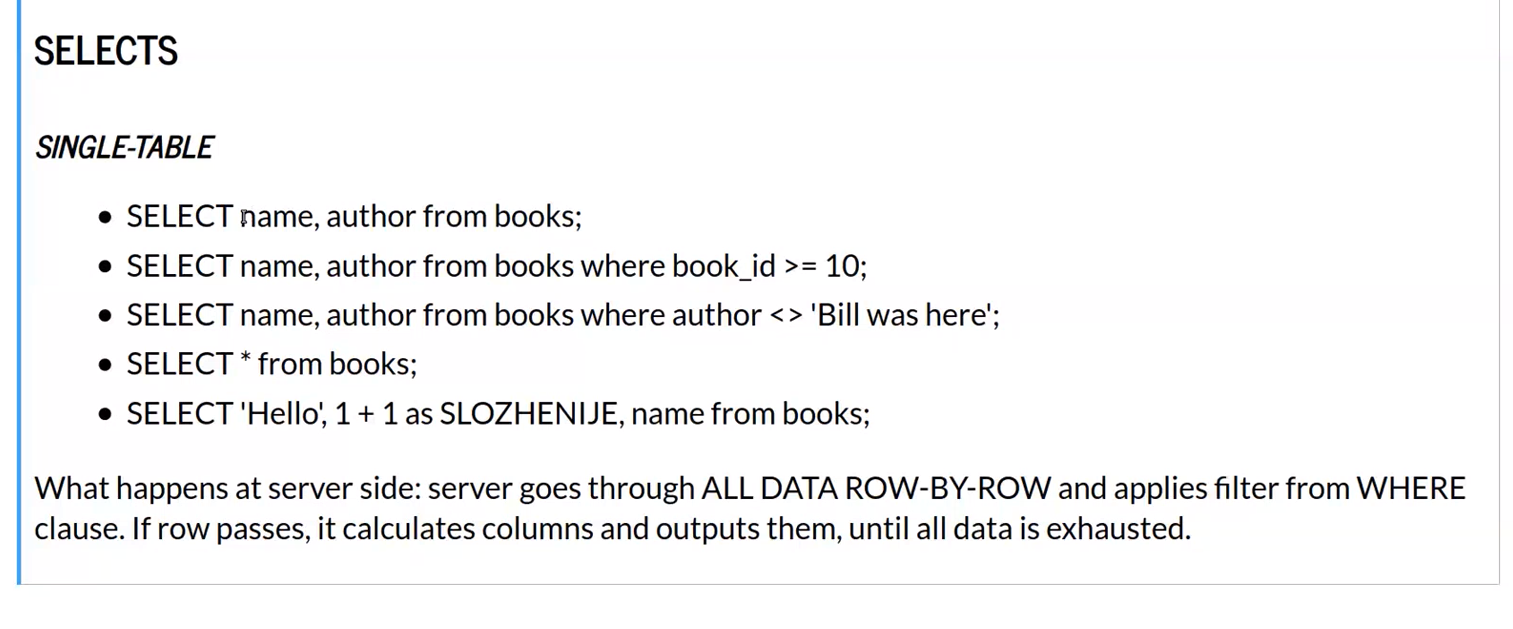 SELECTS
SINGLE-TABLE
• SELECT name, author from books;
• SELECT name, author from books where book_id >= 10;
• SELECT name, author from books where author <> 'Bill was here';
• SELECT * from books;
• SELECT 'Hello', 1 + 1 as SLOZHENIJE, name from books;
What happens at server side: server goes through ALL DATA ROW-BY-ROW and applies filter from WHERE
clause. If row passes, it calculates columns and outputs them, until all data is exhausted.